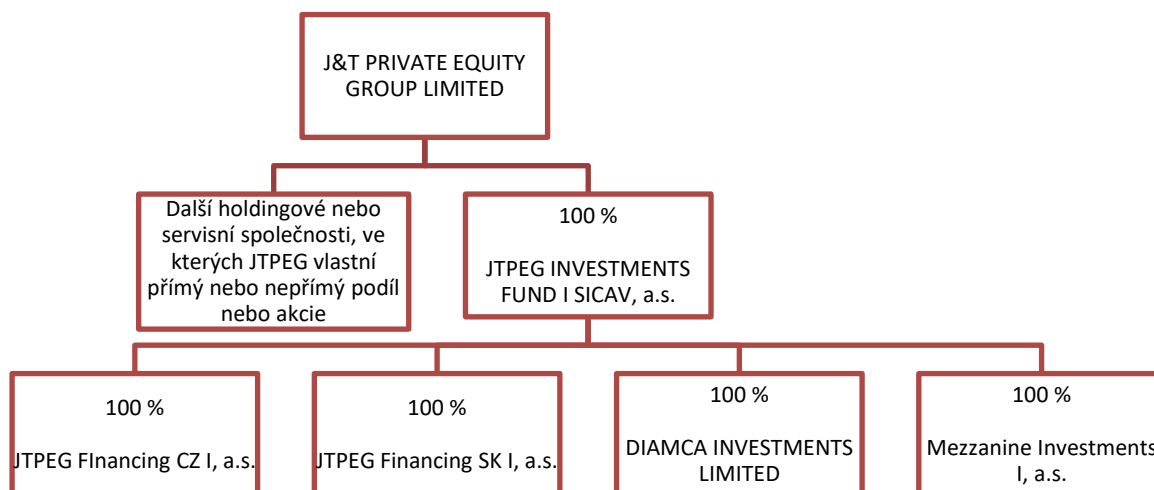 J&T PRIVATE EQUITY
GROUP LIMITED
Další holdingové nebo
servisní společnosti, ve
kterých JTPEG vlastní
přímý nebo nepřímý podíl
nebo akcie
100 %
JTPEG INVESTMENTS
FUND I SICAV, a.s.
100 %
JTPEG FInancing CZ I, a.s.
100 %
JTPEG Financing SK I, a.s.
100 %
DIAMCA INVESTMENTS
LIMITED
100 %
Mezzanine Investments
I, a.s.